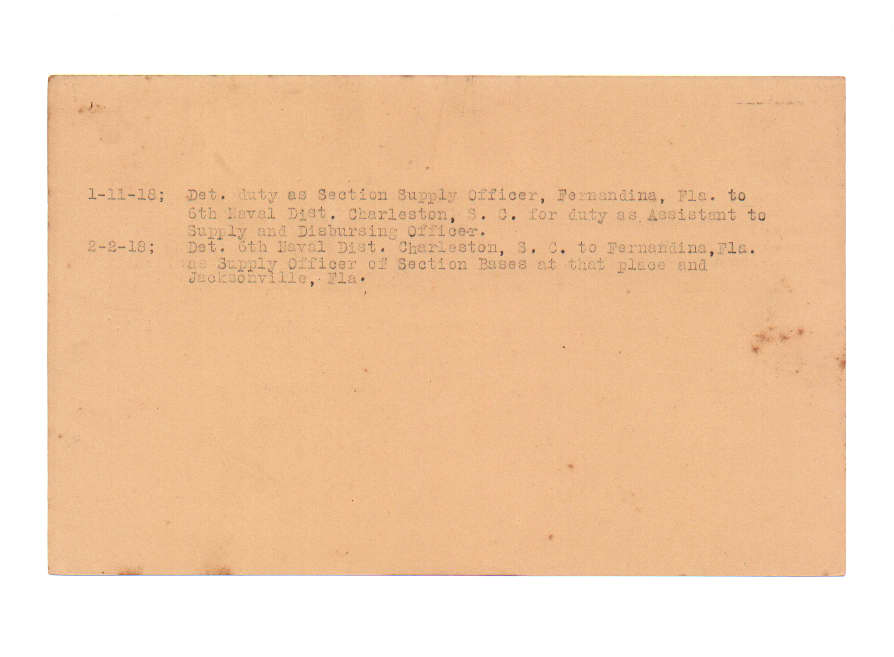 1-11-18; Det. duty as Section Supply Officer, Fernandina, Fla. to
6th Naval Dist. Charleston, S. C. for duty as Assistant to
Supply and Disbursing Officer.
2-2-18; Det. 6th Naval Dist. Charleston, S. C. to Fernandina,Fla.
as Supply Officer of Section Bases at that place and
Jacksonville, Fla.